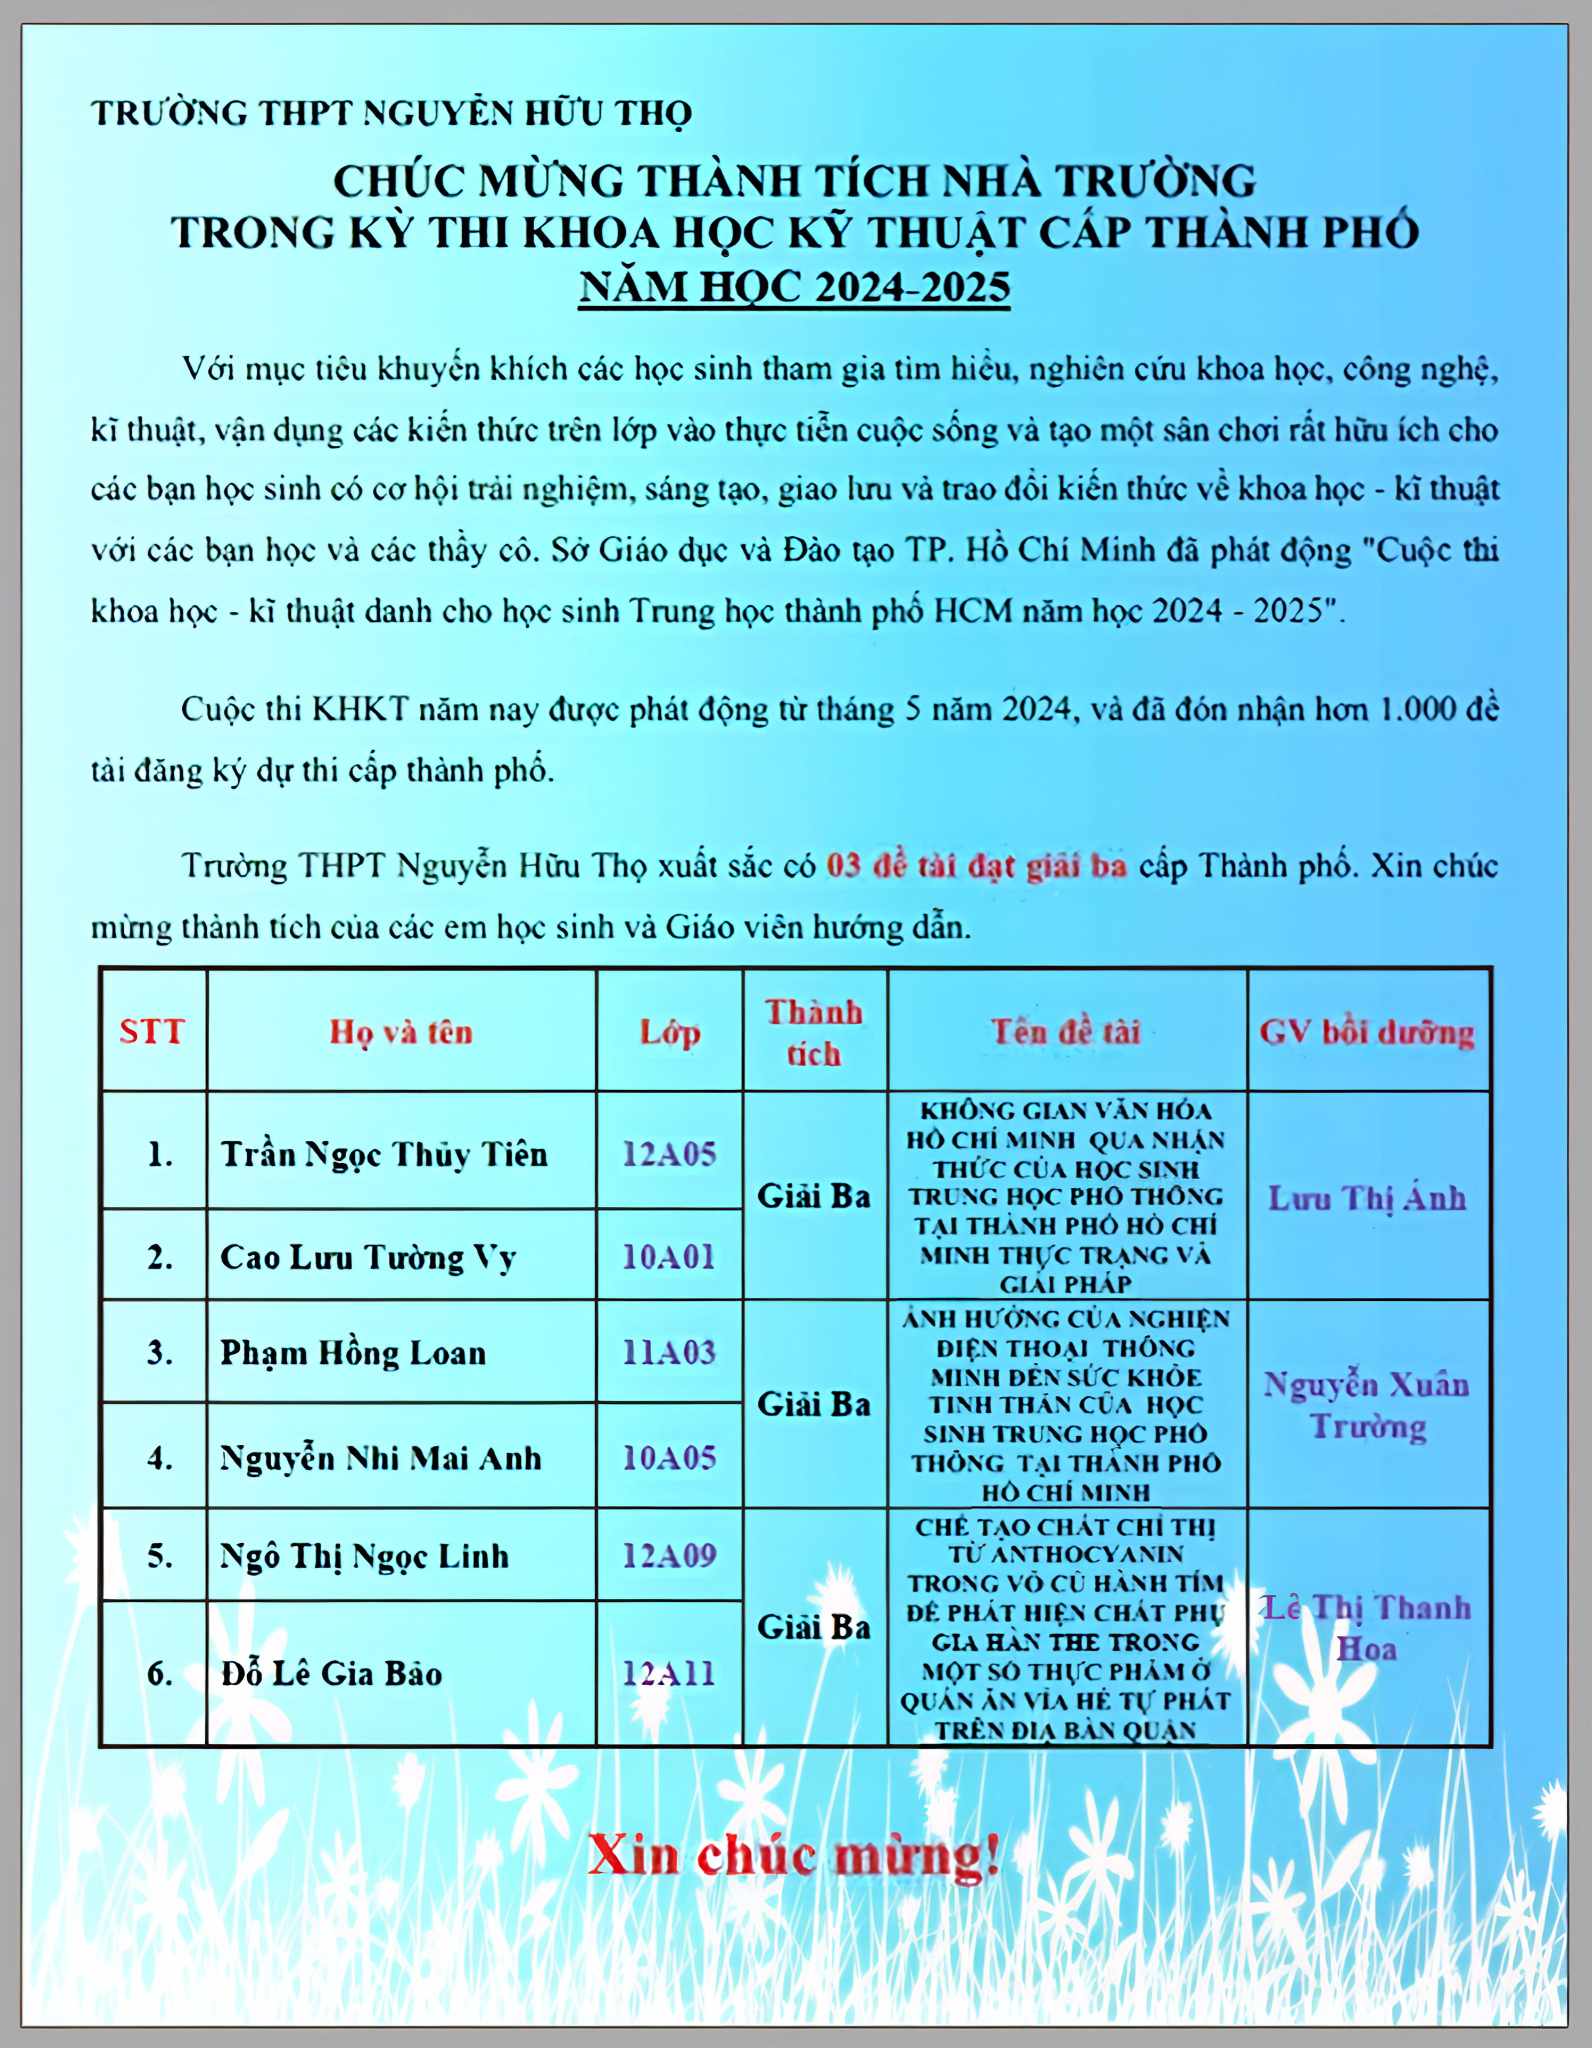 TRƯỜNG THPT NGUYỄN HỮU THỌ
CHÚC MỪNG THÀNH TÍCH NHÀ TRƯỜNG
TRONG KỲ THI KHOA HỌC KỸ THUẬT CẤP THÀNH PHỐ
NĂM HỌC 2024-2025
Với mục tiêu khuyến khích các học sinh tham gia tìm hiểu, nghiên cứu khoa học, công nghệ,
kĩ thuật, vận dụng các kiến thức trên lớp vào thực tiễn cuộc sống và tạo một sân chơi rất hữu ích cho
các bạn học sinh có cơ hội trải nghiệm, sáng tạo, giao lưu và trao đổi kiến thức về khoa học - kĩ thuật
với các bạn học và các thầy cô. Sở Giáo dục và Đào tạo TP. Hồ Chí Minh đã phát động "Cuộc thi
khoa học - kĩ thuật danh cho học sinh Trung học thành phố HCM năm học 2024 - 2025".
Cuộc thi KHKT năm nay được phát động từ tháng 5 năm 2024, và đã đón nhận hơn 1.000 đề
tài đăng ký dự thi cấp thành phố.
Trường THPT Nguyễn Hữu Thọ xuất sắc có 03 đề tài đạt giải ba cấp Thành phố. Xin chúc
mừng thành tích của các em học sinh và Giáo viên hướng dẫn.
STT Họ và tên Lớp Thành tích Tên đề tài GV bồi dưỡng
1. Trần Ngọc Thủy Tiên 12A05
2. Cao Lưu Tường Vy 10A01
Giải Ba
KHÔNG GIAN VĂN HÓA
HỒ CHÍ MINH QUA NHẬN
THỨC CỦA HỌC SINH
TRUNG HỌC PHỔ THÔNG
TẠI THÀNH PHỐ HỒ CHÍ
MINH THỰC TRẠNG VÀ
GIẢI PHÁP
Lưu Thị Ánh
3. Phạm Hồng Loan 11A03
4. Nguyễn Nhi Mai Anh 10A05
Giải Ba
ẢNH HƯỞNG CỦA NGHIỆN
ĐIỆN THOẠI THÔNG
MINH ĐẾN SỨC KHỎE
TINH THẦN CỦA HỌC
SINH TRUNG HỌC PHỔ
THÔNG TẠI THÀNH PHỐ
HỒ CHÍ MINH
Nguyễn Xuân
Trường
5. Ngô Thị Ngọc Linh 12A09
6. Đỗ Lê Gia Bảo 12A11
Giải Ba
CHẾ TẠO CHẤT CHỈ THỊ
TỪ ANTHOCYANIN
TRONG VỎ CỦ HÀNH TÍM
ĐỂ PHÁT HIỆN CHẤT PHỤ
GIA HÀN THE TRONG
MỘT SỐ THỰC PHẨM Ở
QUÁN ĂN VỈA HÈ TỰ PHÁT
TRÊN ĐỊA BÀN QUẬN
Lê Thị Thanh
Hoa
Xin chúc mừng!